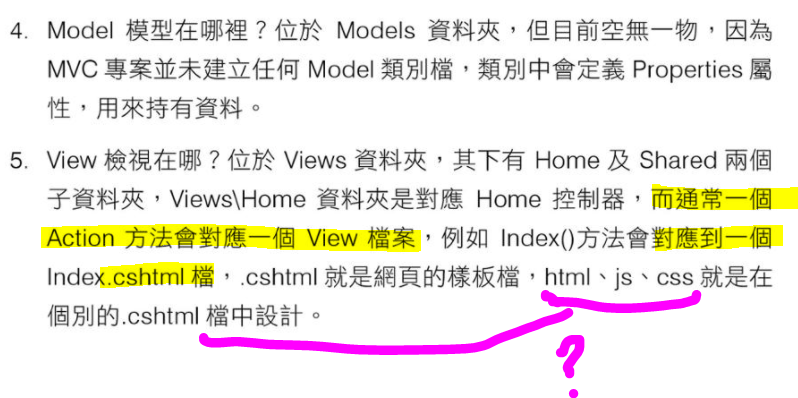 4. Model 模型在哪裡？位於 Models 資料夾，但目前空無一物，因為
MVC 專案並未建立任何 Model 類別檔，類別中會定義 Properties 屬
性，用來持有資料。
5. View 檢視在哪？位於 Views 資料夾，其下有 Home 及 Shared 兩個
子資料夾，Views\Home 資料夾是對應 Home 控制器，而通常一個
Action 方法會對應一個 View 檔案，例如 Index()方法會對應到一個
Index.cshtml 檔，.cshtml 就是網頁的樣板檔，html、js、css 就是在
個別的.cshtml 檔中設計。
?